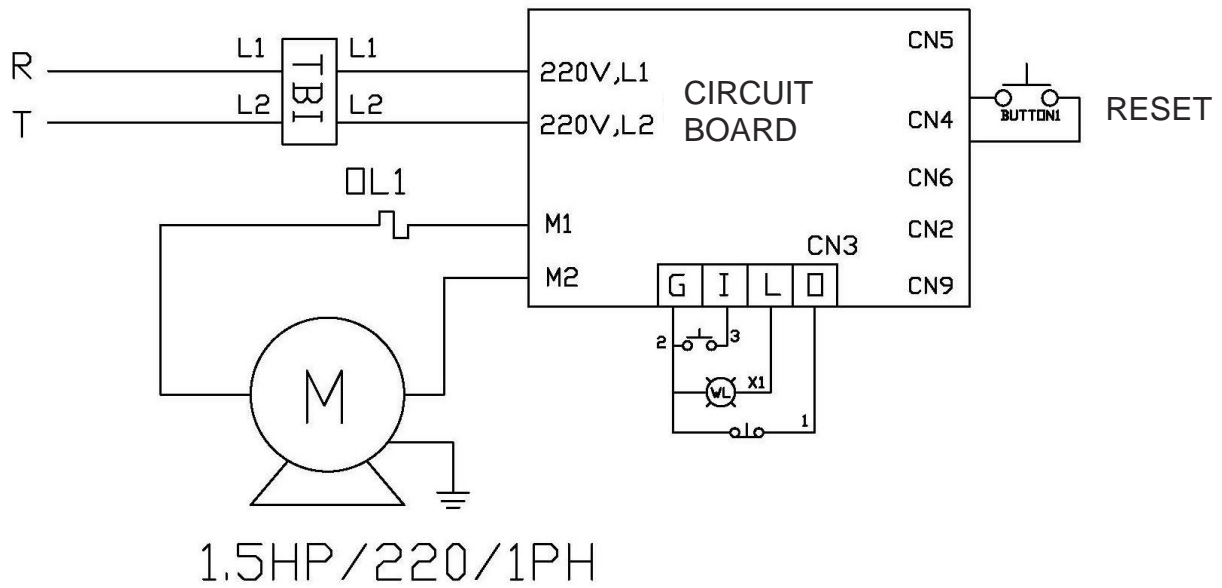 R
T
L1
L2
TB1
L1
L2
220V,L1
220V,L2
CIRCUIT
BOARD
CN5
CN4
CN6
CN2
CN9
BUTTON1
RESET
OL1
M1
M2
CN3
G I L O
2
3
WL
X1
1
M
1.5HP/220/1PH